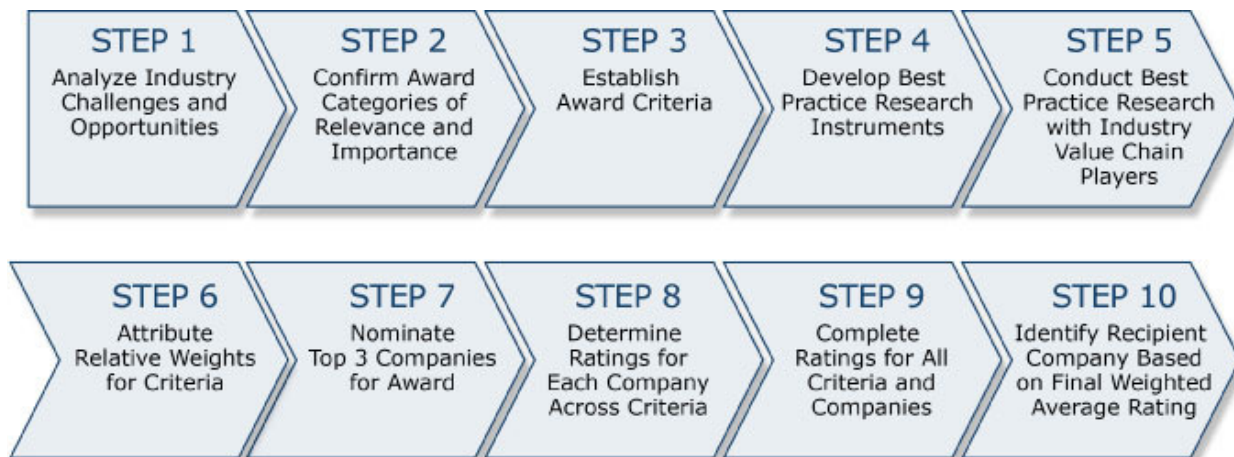 STEP 1
Analyze Industry
Challenges and
Opportunities
STEP 2
Confirm Award
Categories of
Relevance and
Importance
STEP 3
Establish
Award Criteria
STEP 4
Develop Best
Practice Research
Instruments
STEP 5
Conduct Best
Practice Research
with Industry
Value Chain
Players
STEP 6
Attribute
Relative Weights
for Criteria
STEP 7
Nominate
Top 3 Companies
for Award
STEP 8
Determine
Ratings for
Each Company
Across Criteria
STEP 9
Complete
Ratings for All
Criteria and
Companies
STEP 10
Identify Recipient
Company Based
on Final Weighted
Average Rating